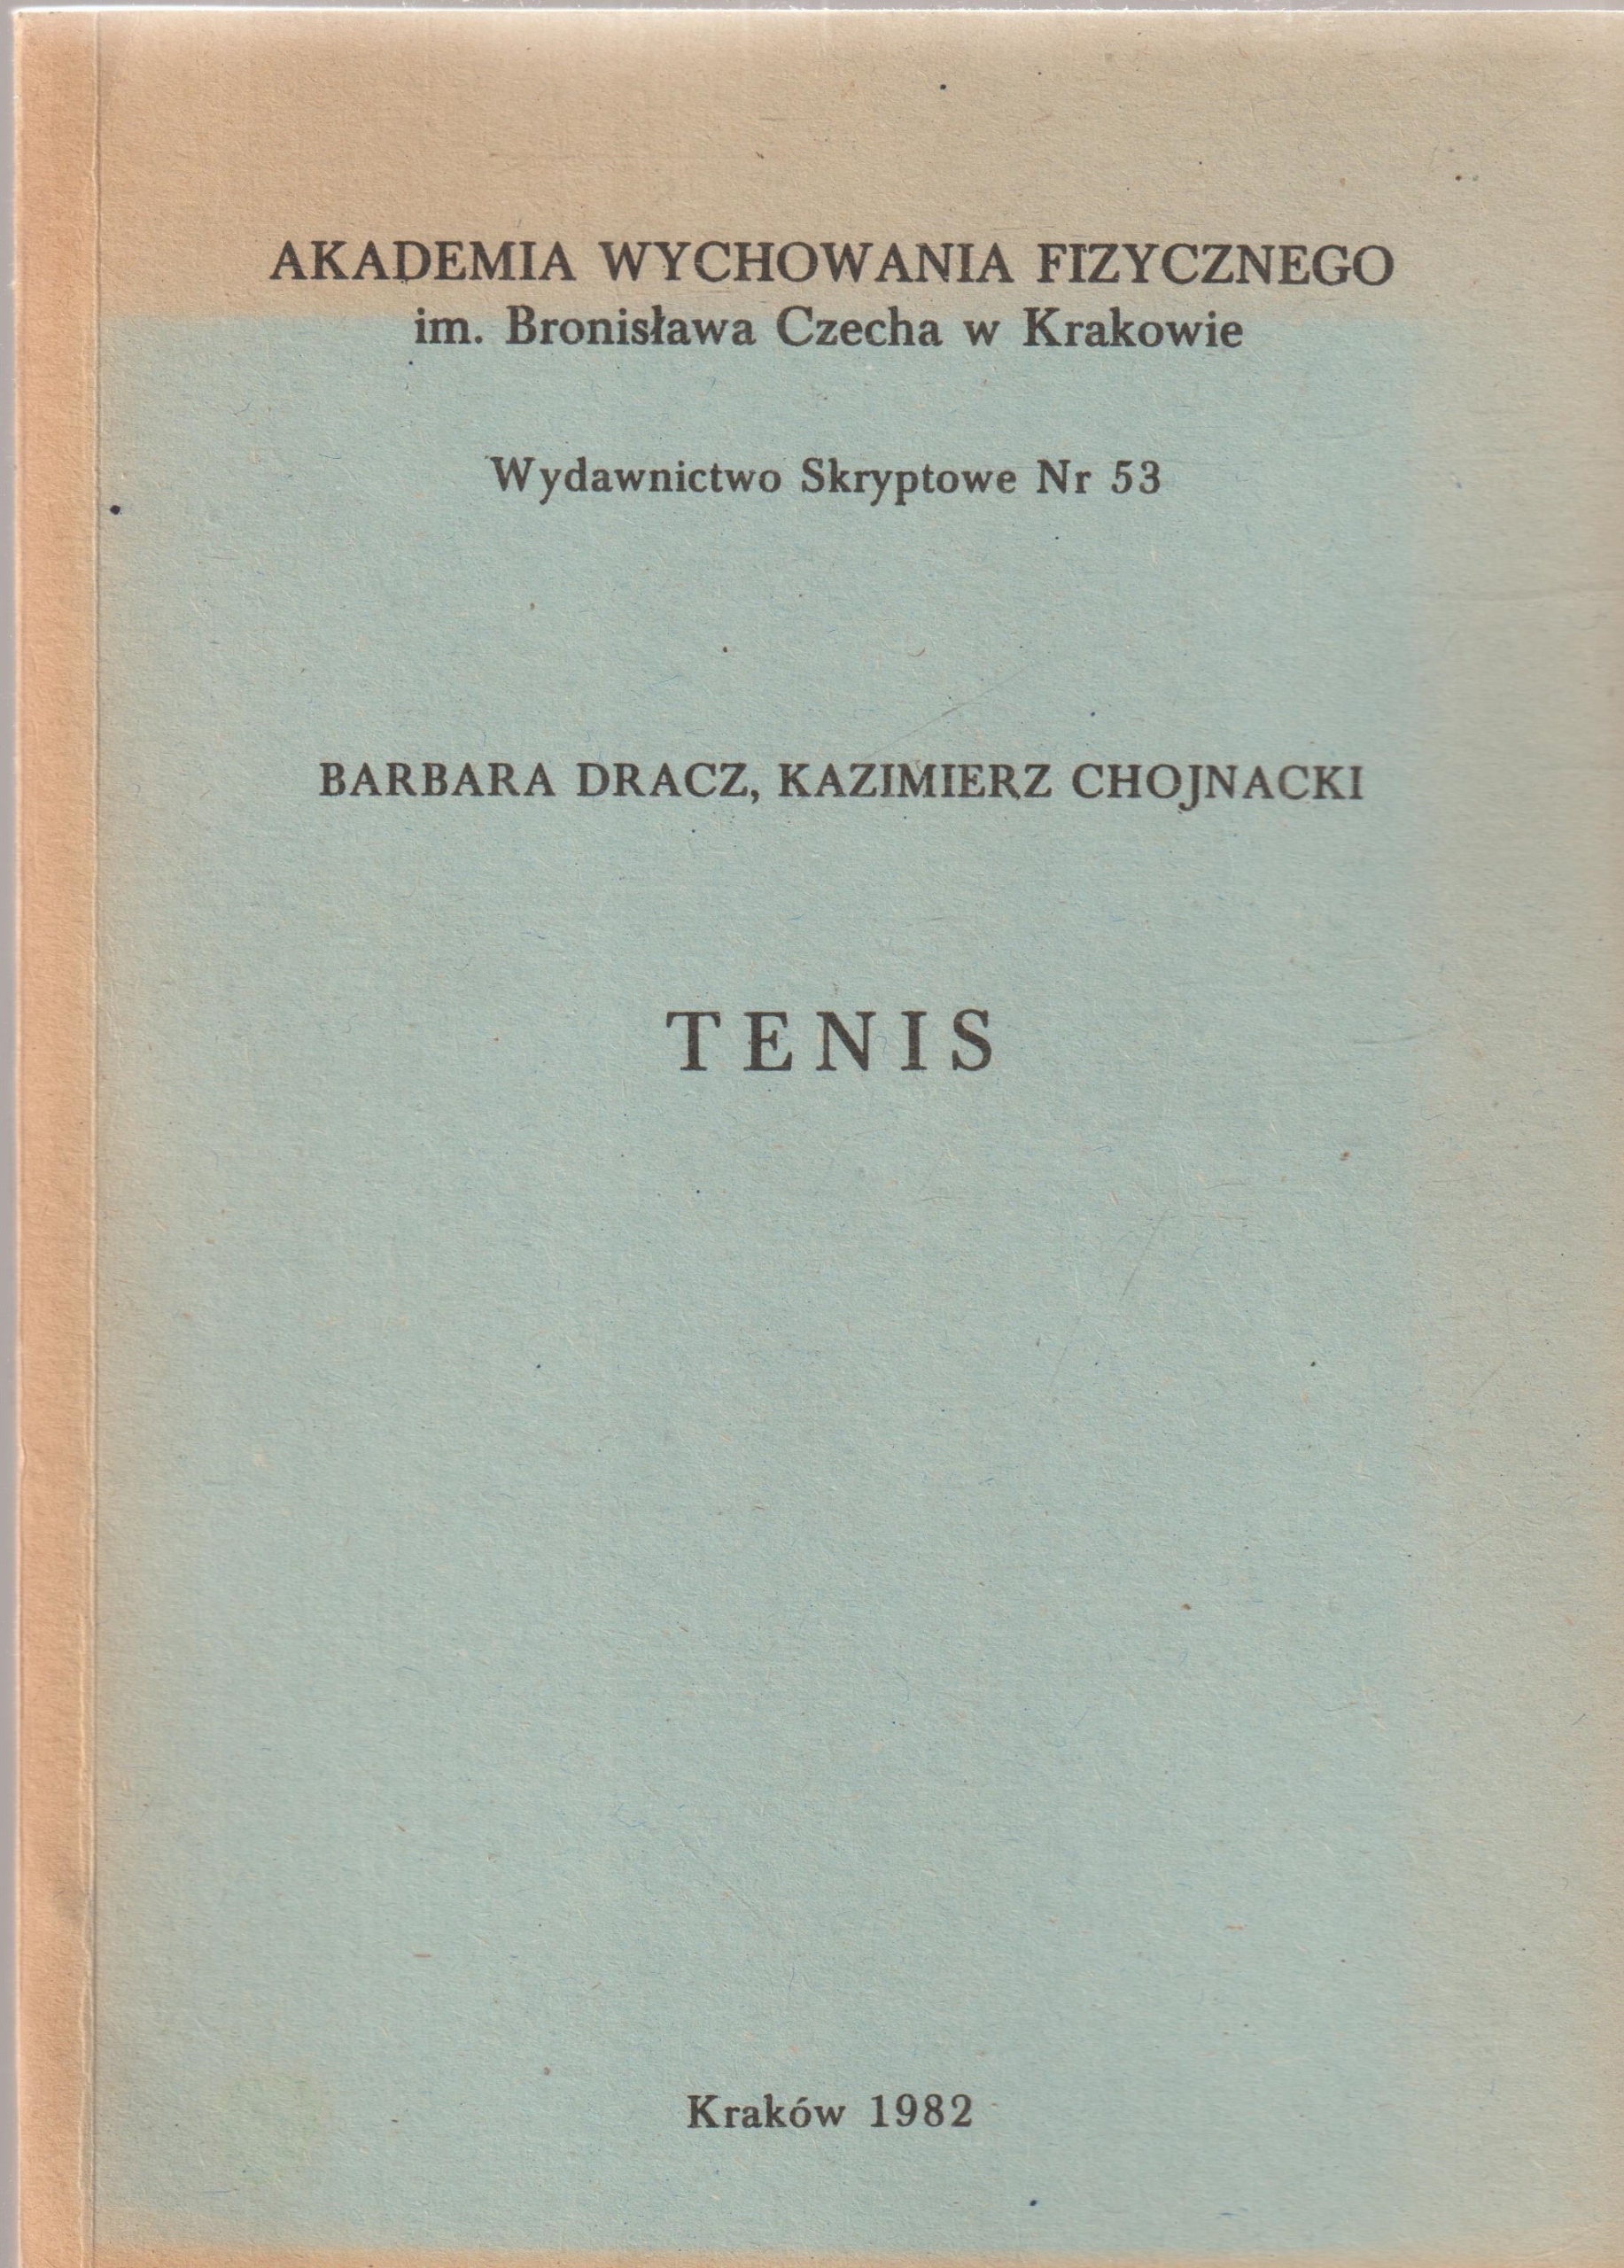 AKADEMIA WYCHOWANIA FIZYCZNEGO
im. Bronisława Czecha w Krakowie
Wydawnictwo Skryptowe Nr 53
BARBARA DRACZ, KAZIMIERZ CHOJNACKI
TENIS
Kraków 1982